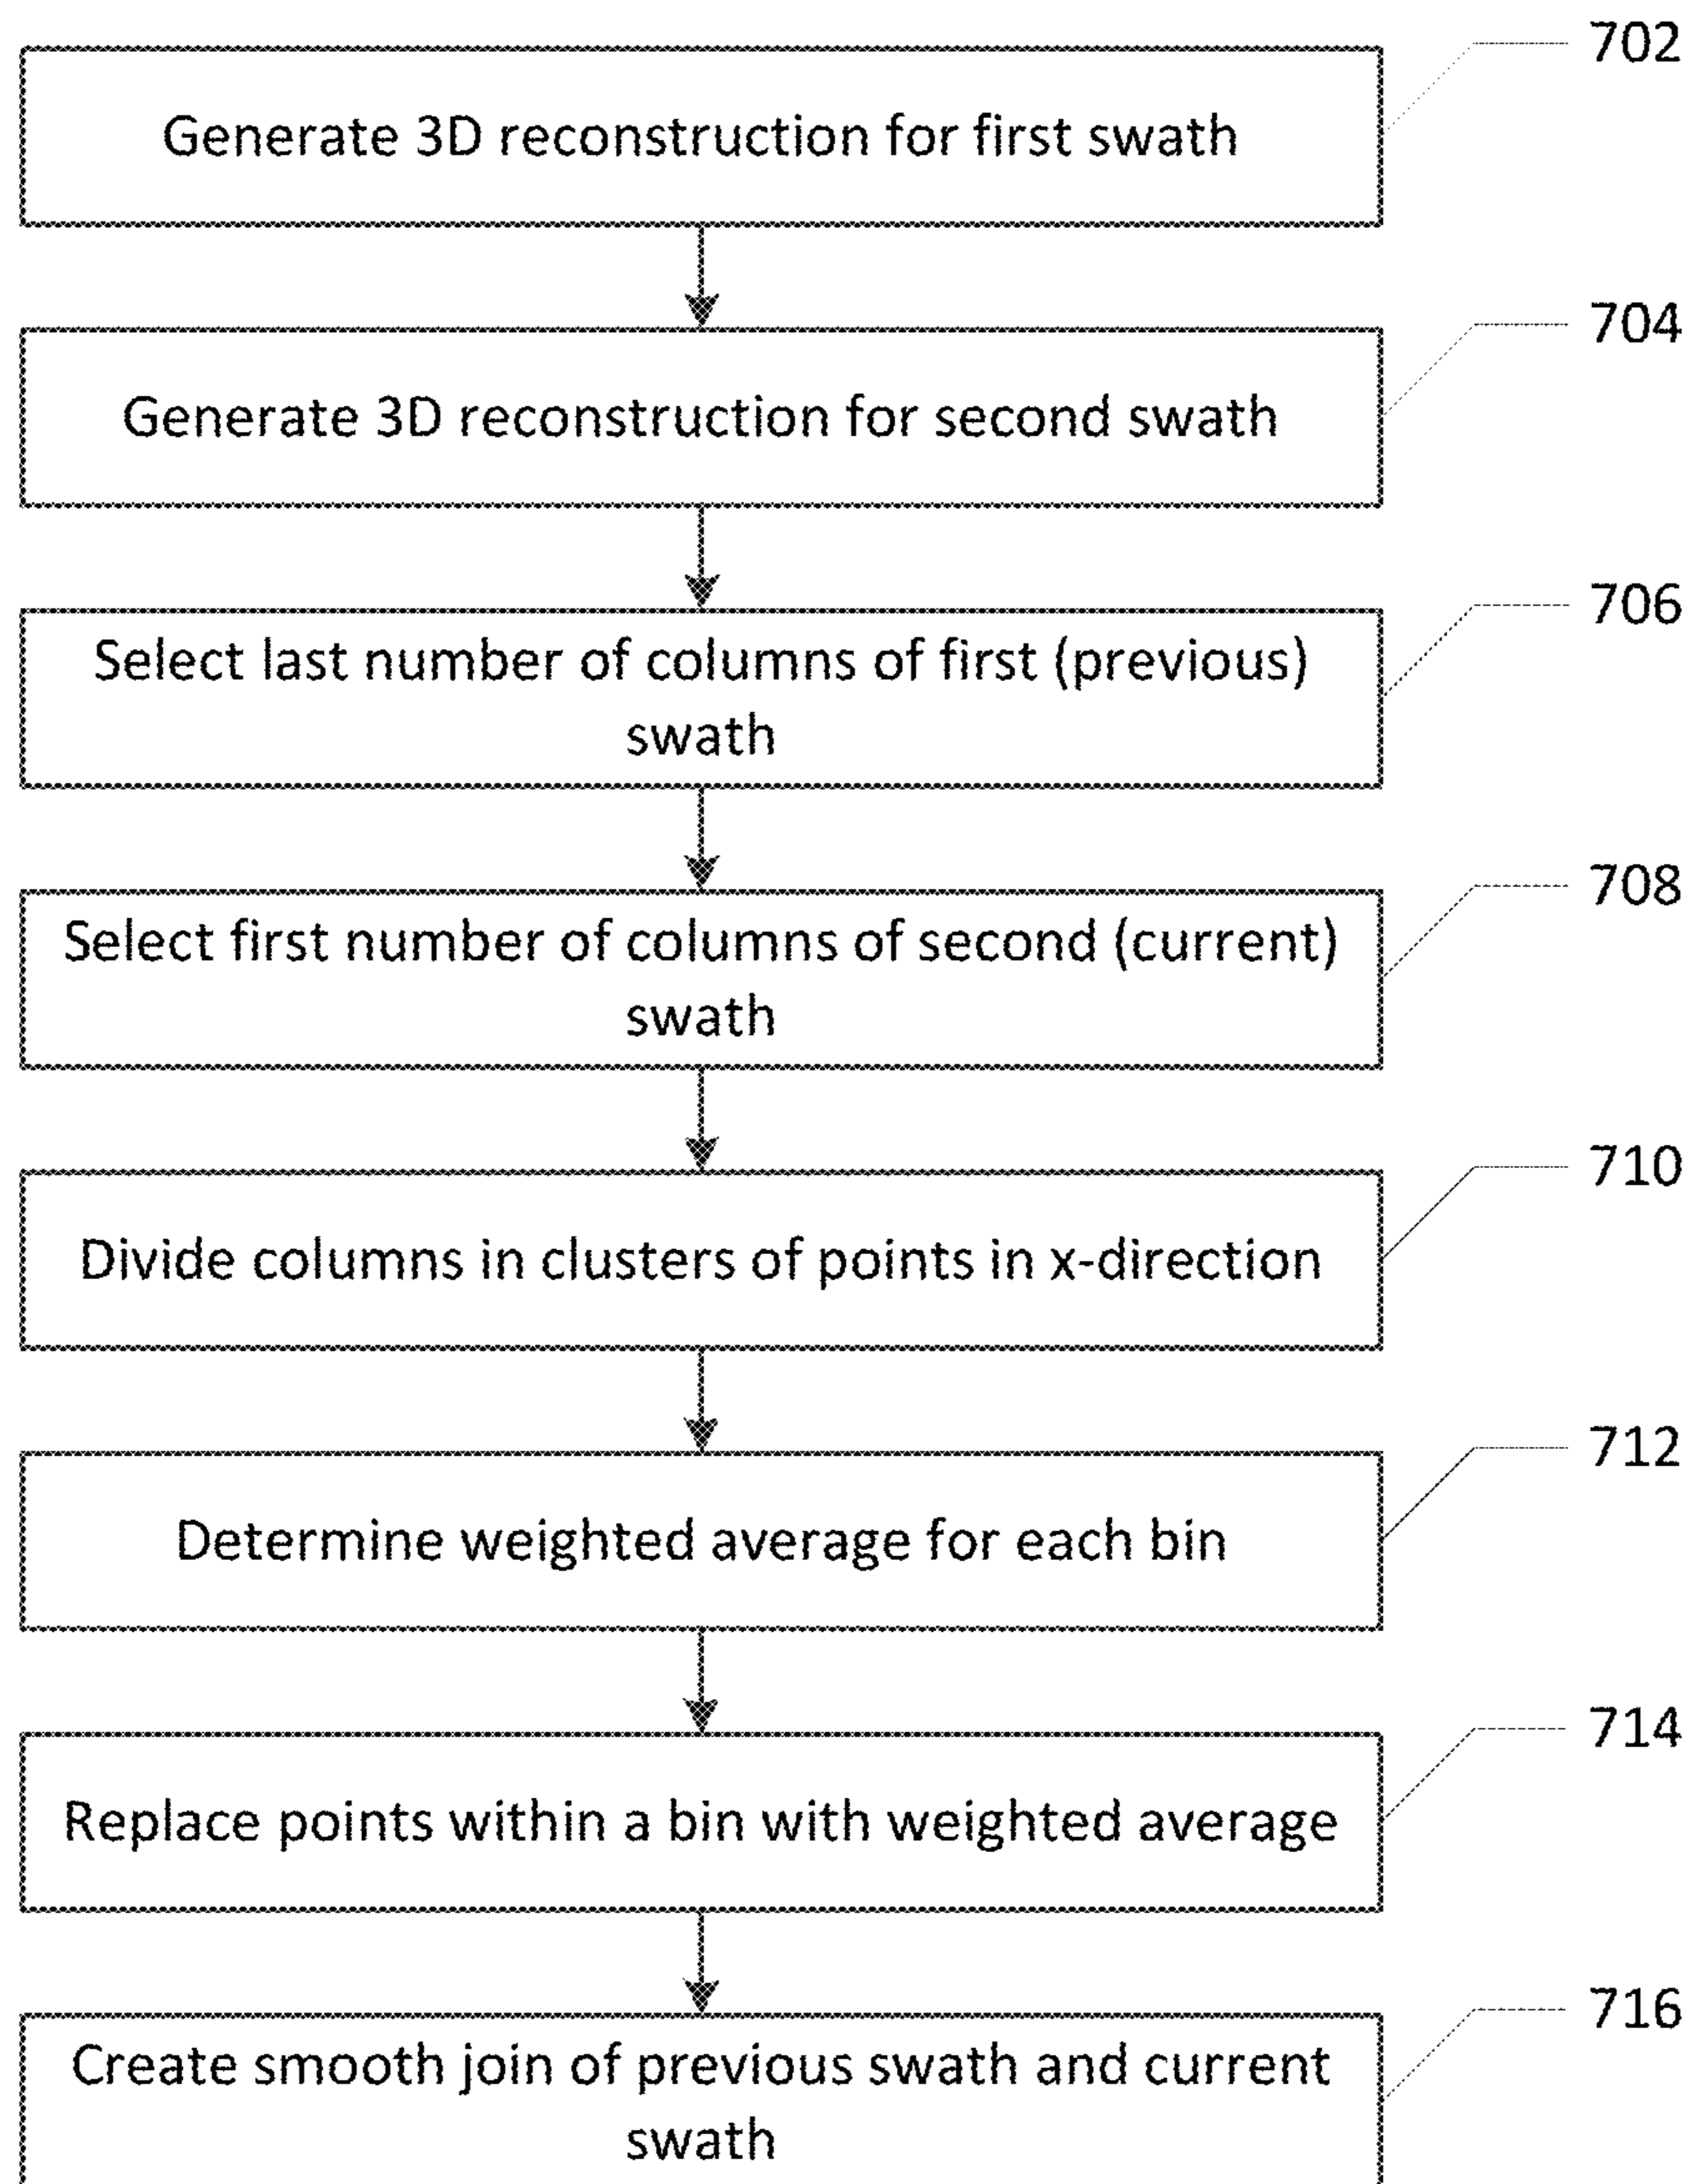 702
Generate 3D reconstruction for first swath
704
Generate 3D reconstruction for second swath
706
Select last number of columns of first (previous)
swath
708
Select first number of columns of second (current)
swath
710
Divide columns in clusters of points in x-direction
712
Determine weighted average for each bin
714
Replace points within a bin with weighted average
716
Create smooth join of previous swath and current
swath